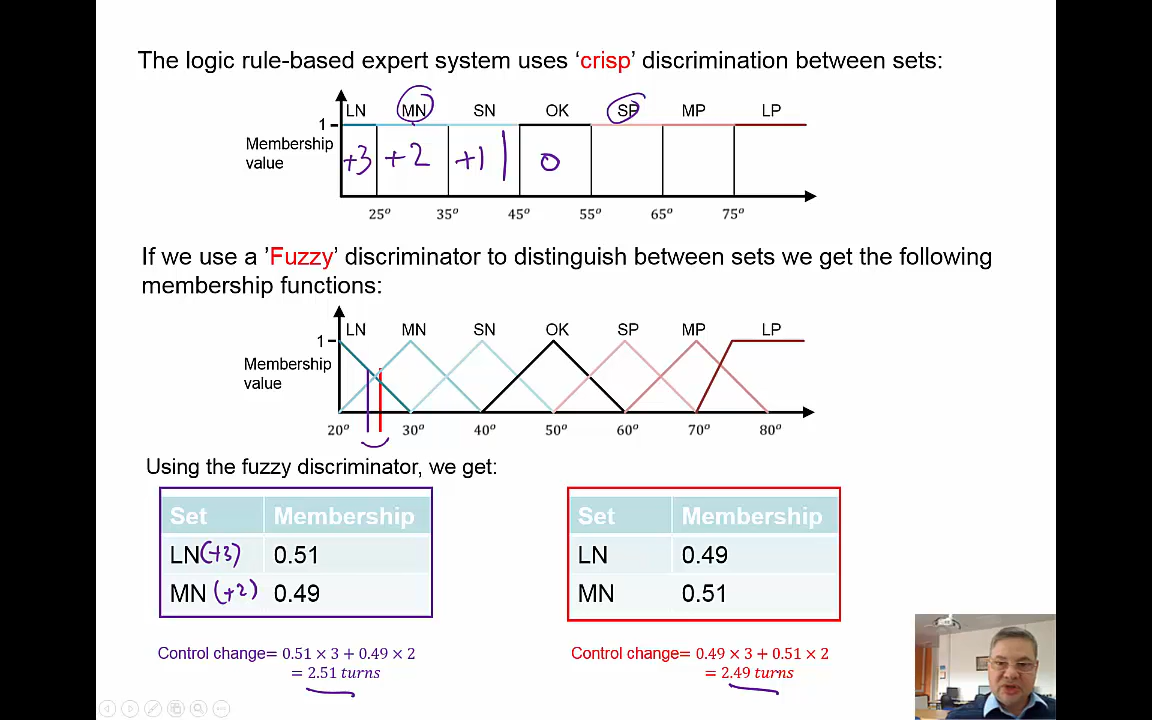 The logic rule-based expert system uses ‘crisp’ discrimination between sets:
LN MN SN OK SP MP LP
1
Membership
value
+3 +2 +1 0
25° 35° 45° 55° 65° 75°
If we use a ’Fuzzy’ discriminator to distinguish between sets we get the following
membership functions:
LN MN SN OK SP MP LP
1
Membership
value
20° 30° 40° 50° 60° 70° 80°
Using the fuzzy discriminator, we get:
Set Membership
LN(+3) 0.51
MN (+2) 0.49
Control change= 0.51 × 3 + 0.49 × 2
= 2.51 turns
Set Membership
LN 0.49
MN 0.51
Control change= 0.49 × 3 + 0.51 × 2
= 2.49 turns